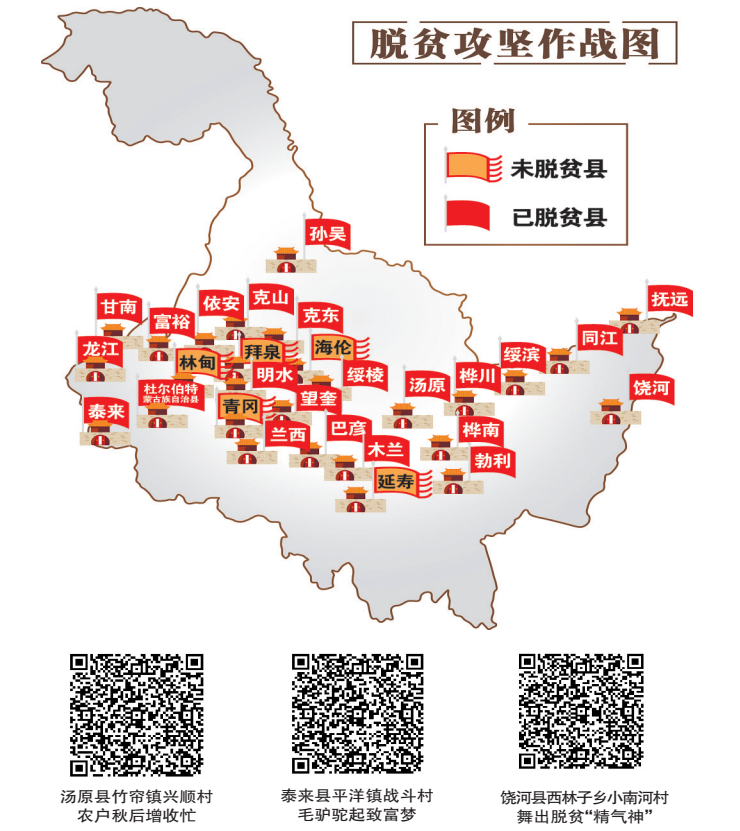 脱贫攻坚作战图
图例
未脱贫县
已脱贫县
孙吴
抚远
甘南
依安
克山
富裕
克东
同江
龙江
林甸
拜泉
海伦
绥滨
杜尔伯特
蒙古族自治县
明水
绥棱
汤原
桦川
饶河
泰来
青冈
望奎
兰西
巴彦
桦南
木兰
勃利
延寿
汤原县竹帘镇兴顺村
农户秋后增收忙
泰来县平洋镇战斗村
毛驴驼起致富梦
饶河县西林子乡小南河村
舞出脱贫“精气神”